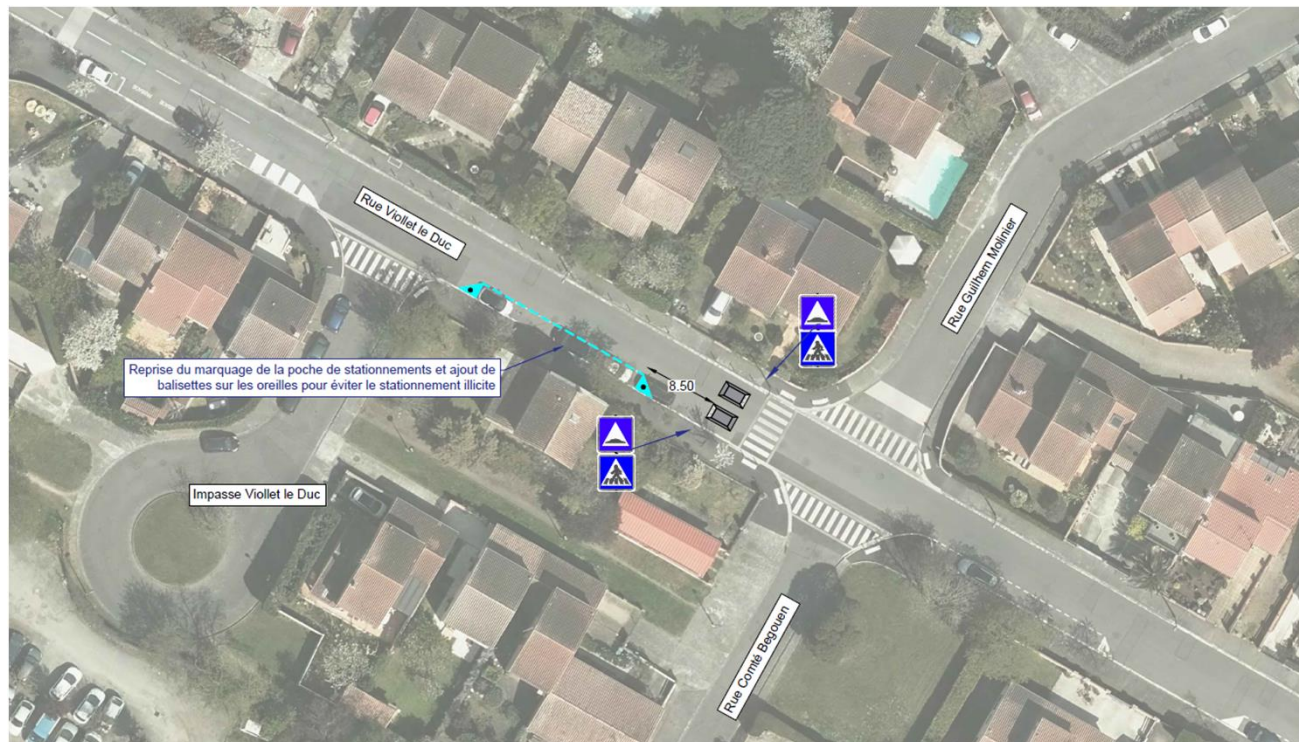 Rue Viollet le Duc
Rue Guilhem Molinier
Reprise du marquage de la poche de stationnements et ajout de
balisettes sur les oreilles pour éviter le stationnement illicite
8.50
Impasse Viollet le Duc
Rue Comté Begouen